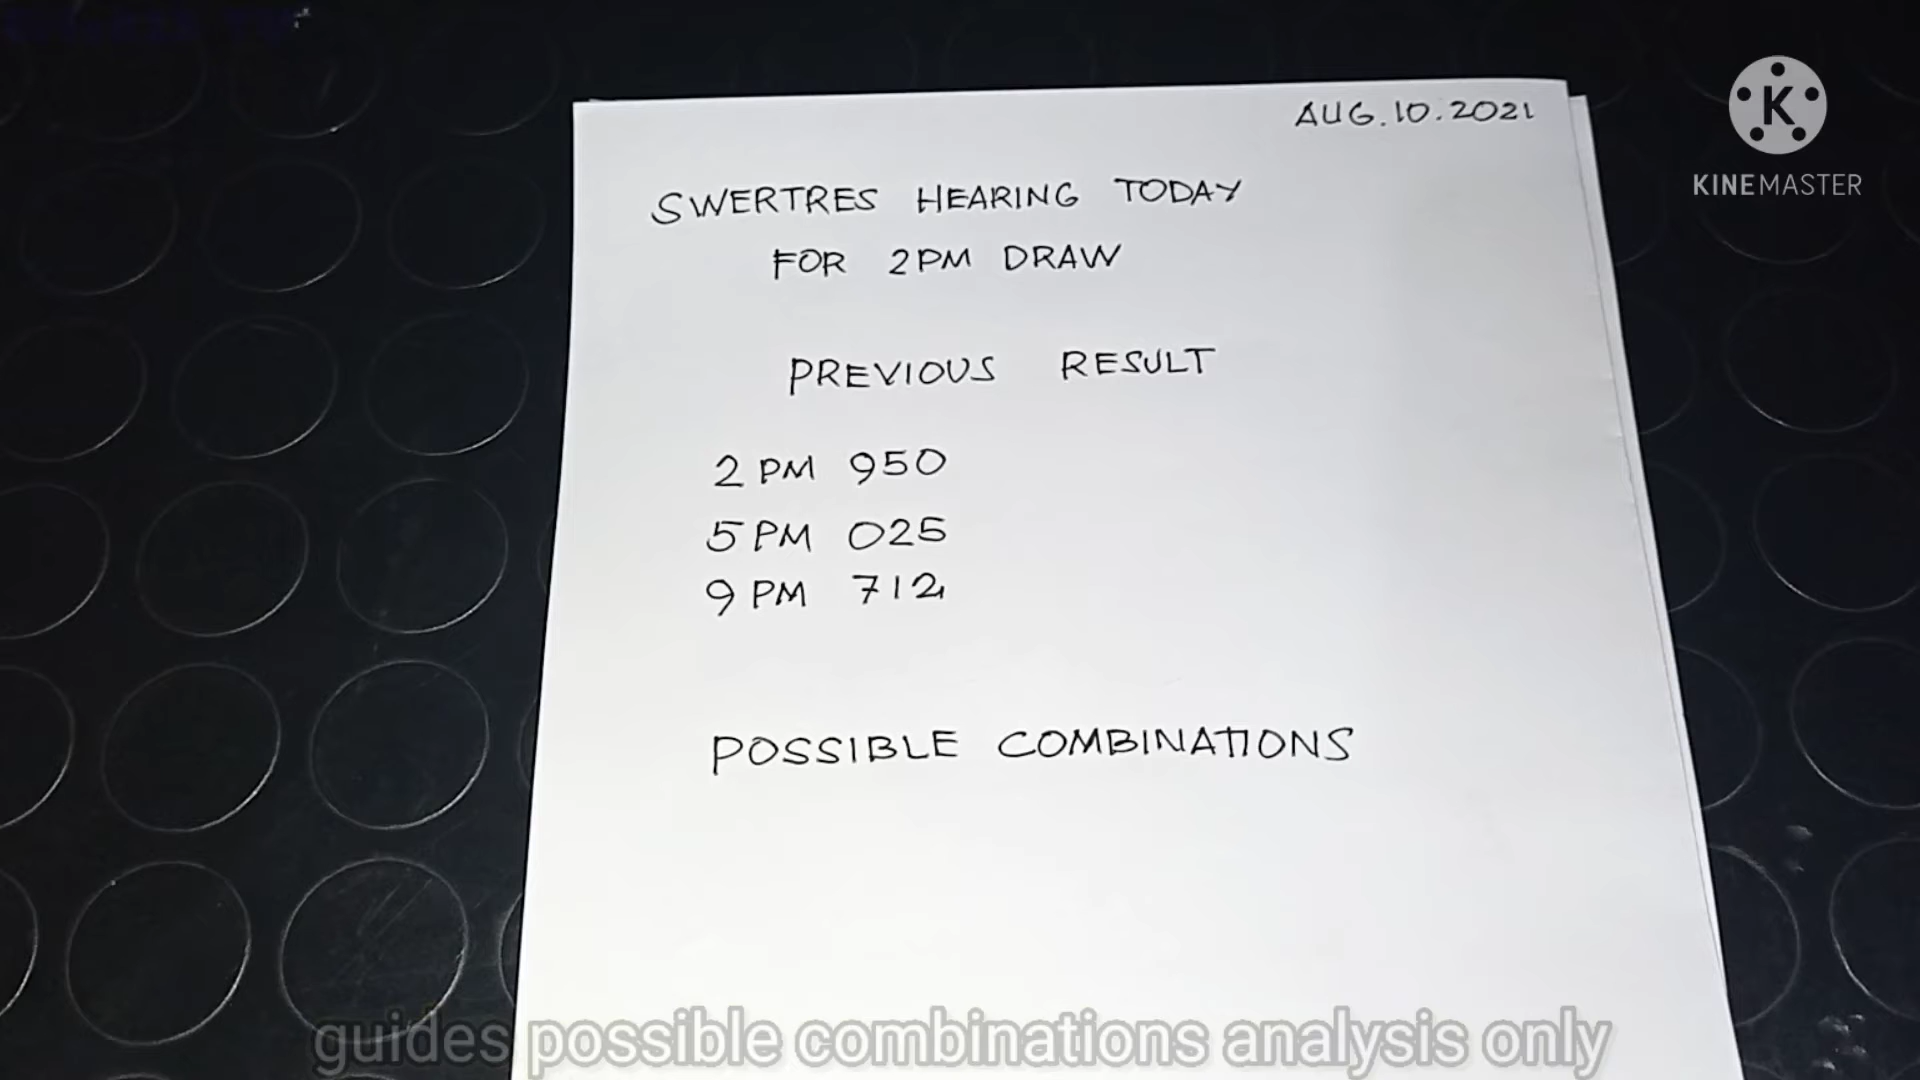 AUG.10.2021
KINEMASTER
SWERTRES HEARING TODAY
FOR 2PM DRAW
PREVIOUS RESULT
2 PM 950
5 PM 025
9 PM 712
POSSIBLE COMBINATIONS
guides possible combinations analysis only